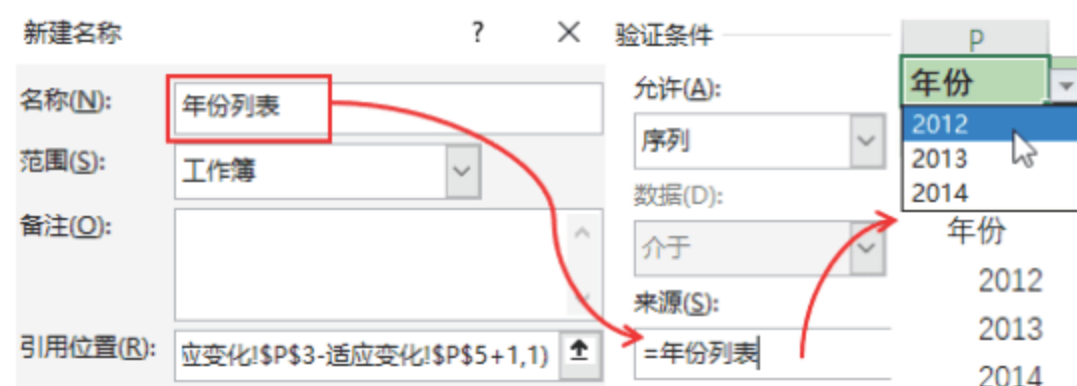 新建名称
?
×
名称(N):
年份列表
范围(S):
工作簿
备注(O):
引用位置(R):
应变化!$P$3-适应变化!$P$5+1,1)
验证条件
允许(A):
序列
数据(D):
介于
来源(S):
=年份列表
P
年份
2012
2013
2014
年份
2012
2013
2014